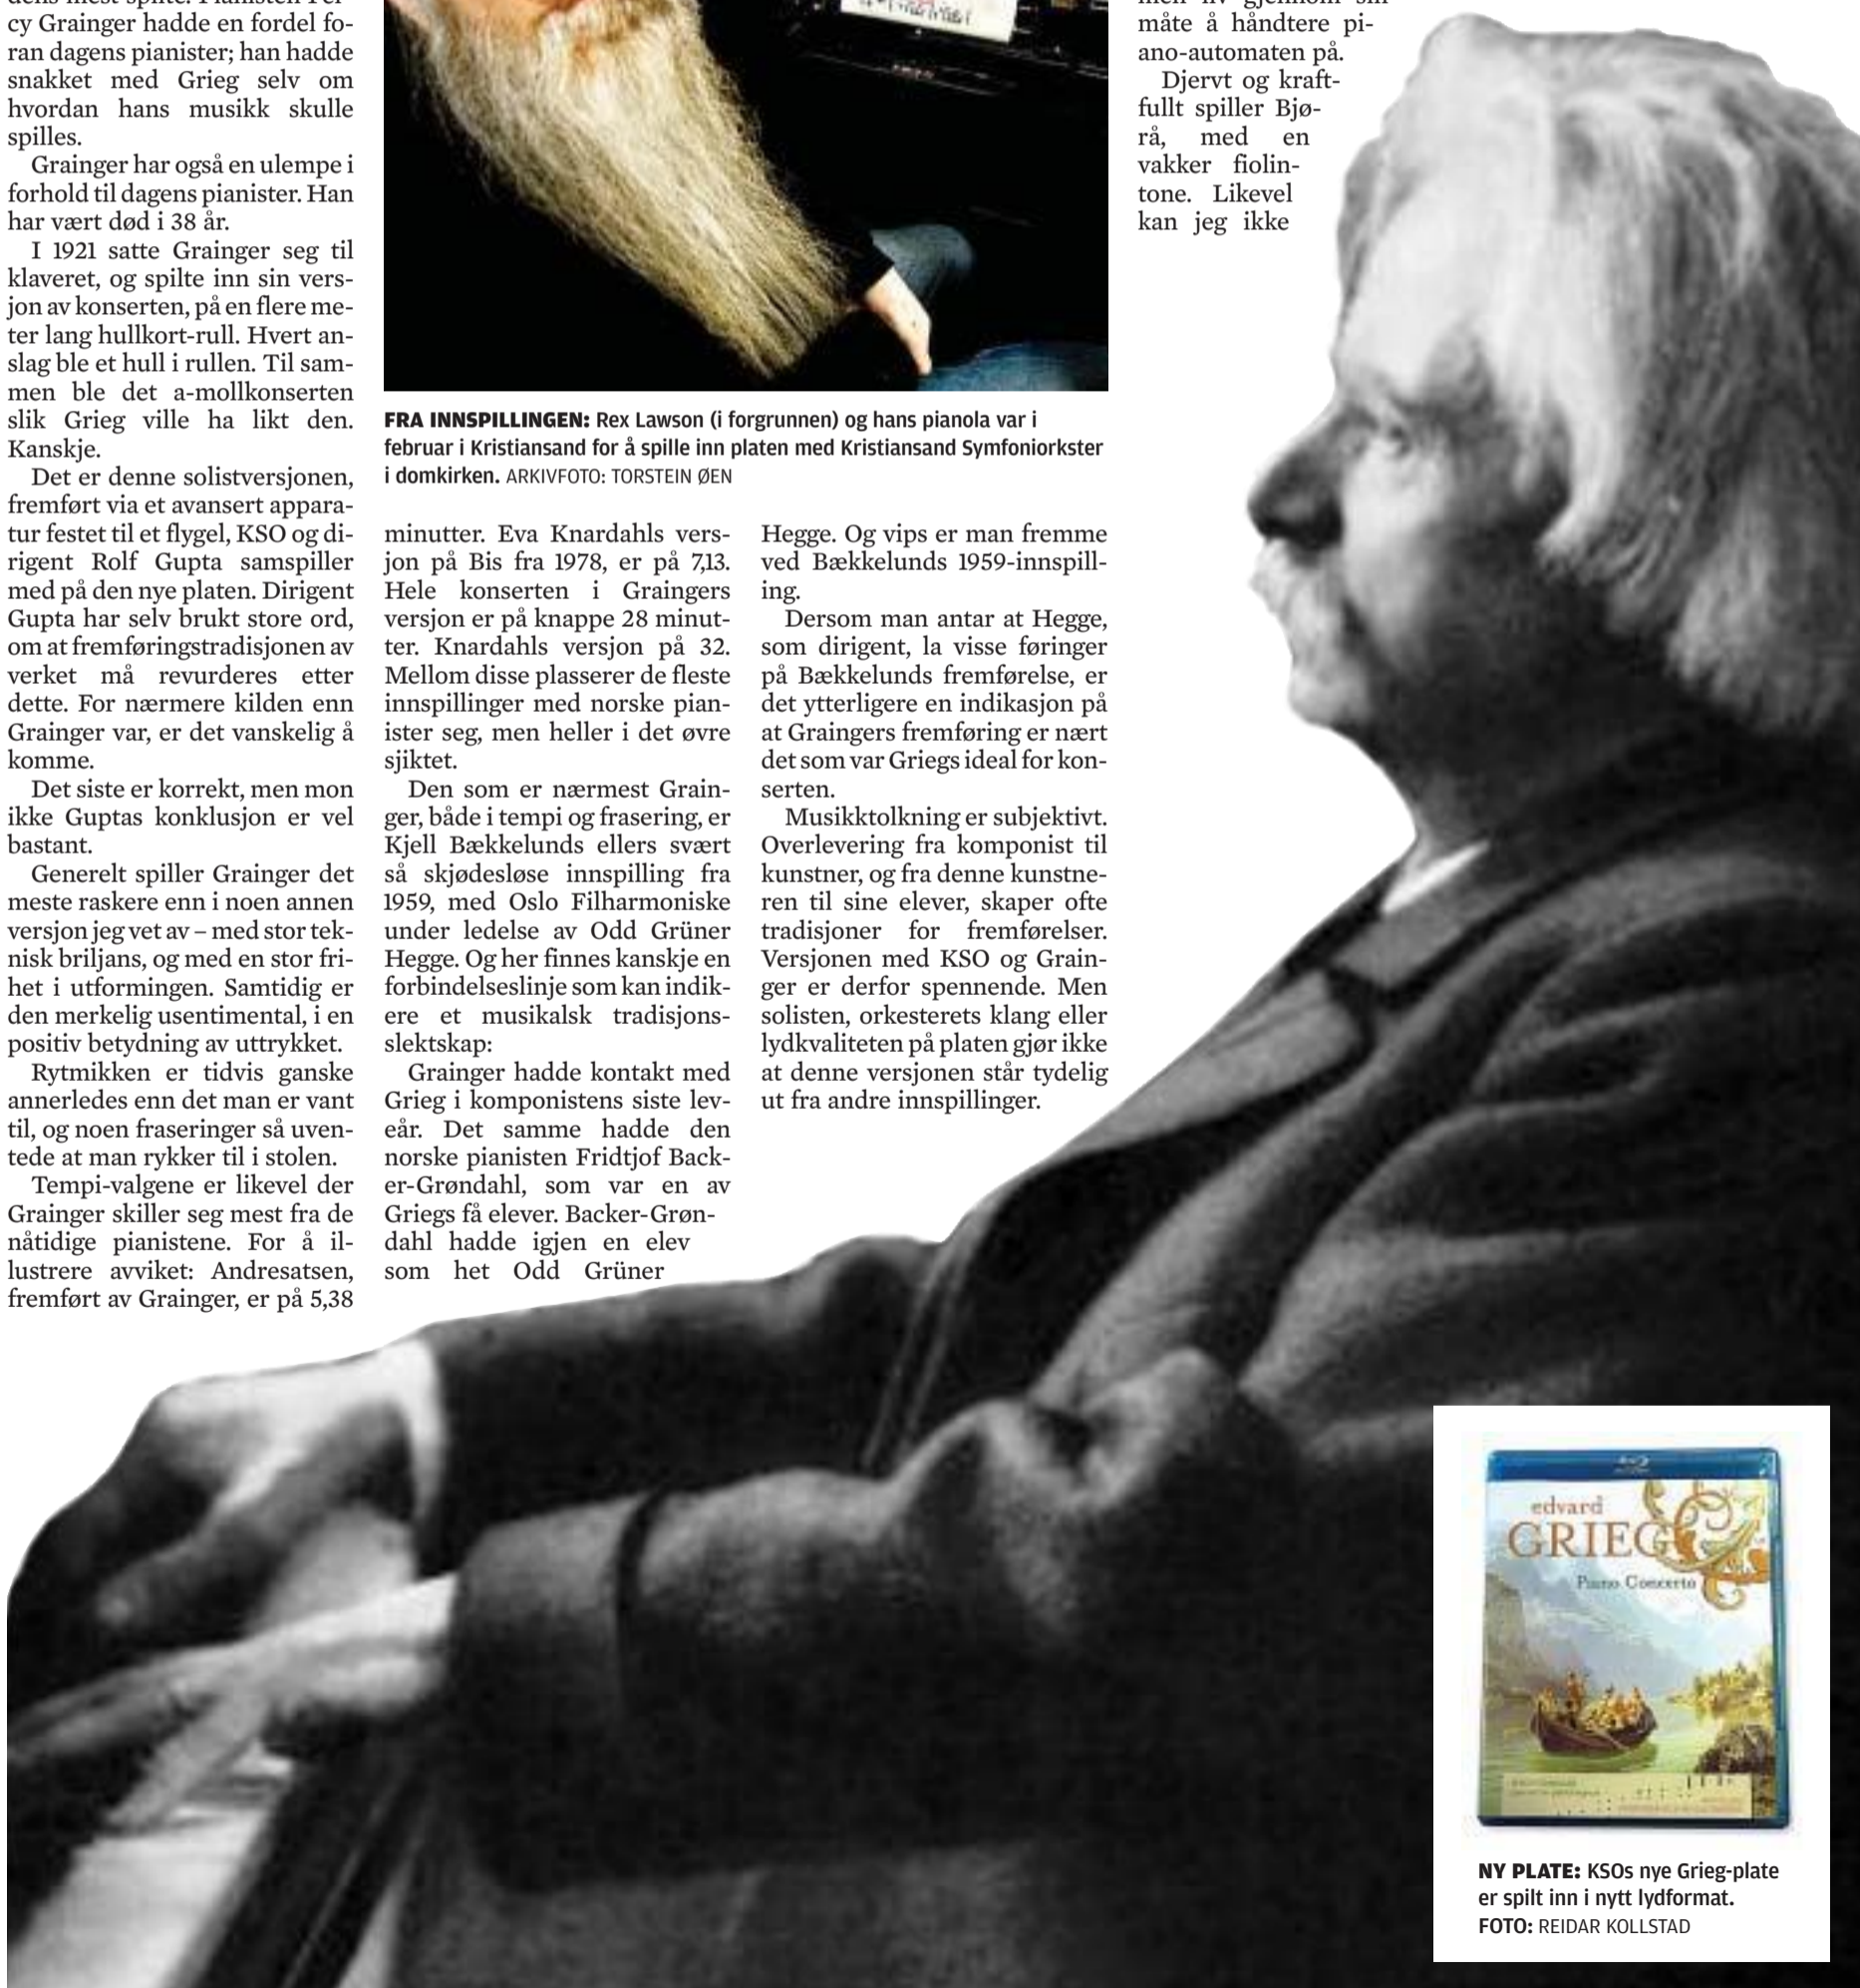 cy Grainger hadde en fordel fo-
ran dagens pianister; han hadde
snakket med Grieg selv om
hvordan hans musikk skulle
spilles.
Grainger har også en ulempe i
forhold til dagens pianister. Han
har vært død i 38 år.
I 1921 satte Grainger seg til
klaveret, og spilte inn sin vers-
jon av konserten, på en flere me-
ter lang hullkort-rull. Hvert an-
slag ble et hull i rullen. Til sam-
men ble det a-mollkonserten
slik Grieg ville ha likt den.
Kanskje.
Det er denne solistversjonen,
fremført via et avansert appara-
tur festet til et flygel, KSO og di-
rigent Rolf Gupta samspiller
med på den nye platen. Dirigent
Gupta har selv brukt store ord,
om at fremføringstradisjonen av
verket må revurderes etter
dette. For nærmere kilden enn
Grainger var, er det vanskelig å
komme.
Det siste er korrekt, men mon
ikke Guptas konklusjon er vel
bastant.
Generelt spiller Grainger det
meste raskere enn i noen annen
versjon jeg vet av – med stor tek-
nisk briljans, og med en stor fri-
het i utformingen. Samtidig er
den merkelig usentimental, i en
positiv betydning av uttrykket.
Rytmikken er tidvis ganske
annerledes enn det man er vant
til, og noen fraseringer så uven-
tede at man rykker til i stolen.
Tempi-valgene er likevel der
Grainger skiller seg mest fra de
nåtidige pianistene. For å il-
lustrere avviket: Andresatsen,
fremført av Grainger, er på 5,38
FRA INNSPILLINGEN: Rex Lawson (i forgrunnen) og hans pianola var i
februar i Kristiansand for å spille inn platen med Kristiansand Symfoniorkster
i domkirken. ARKIVFOTO: TORSTEIN ØEN
minutter. Eva Knardahls vers-
jon på Bis fra 1978, er på 7,13.
Hele konserten i Graingers
versjon er på knappe 28 minut-
ter. Knardahls versjon på 32.
Mellom disse plasserer de fleste
innspillinger med norske pian-
ister seg, men heller i det øvre
sjiktet.
Den som er nærmest Grain-
ger, både i tempi og frasering, er
Kjell Bækkelunds ellers svært
så skjødesløse innspilling fra
1959, med Oslo Filharmoniske
under ledelse av Odd Grüner
Hegge. Og her finnes kanskje en
forbindelseslinje som kan indik-
ere et musikalsk tradisjons-
slektskap:
Grainger hadde kontakt med
Grieg i komponistens siste lev-
eår. Det samme hadde den
norske pianisten Fridtjof Back-
er-Grøndahl, som var en av
Griegs få elever. Backer-Grøn-
dahl hadde igjen en elev
som het Odd Grüner
Hegge. Og vips er man fremme
ved Bækkelunds 1959-innspill-
ing.
Dersom man antar at Hegge,
som dirigent, la visse føringer
på Bækkelunds fremførelse, er
det ytterligere en indikasjon på
at Graingers fremføring er nært
det som var Griegs ideal for kon-
serten.
Musikktolkning er subjektivt.
Overlevering fra komponist til
kunstner, og fra denne kunstne-
ren til sine elever, skaper ofte
tradisjoner for fremførelser.
Versjonen med KSO og Grain-
ger er derfor spennende. Men
solisten, orkesterets klang eller
lydkvaliteten på platen gjør ikke
at denne versjonen står tydelig
ut fra andre innspillinger.
måte å håndtere pi-
ano-automaten på.
Djervt og kraft-
fullt spiller Bjø-
rå, med en
vakker fiolin-
tone. Likevel
kan jeg ikke
edvard
GRIEG
Piano Concerto
NY PLATE: KSOs nye Grieg-plate
er spilt inn i nytt lydformat.
FOTO: REIDAR KOLLSTAD